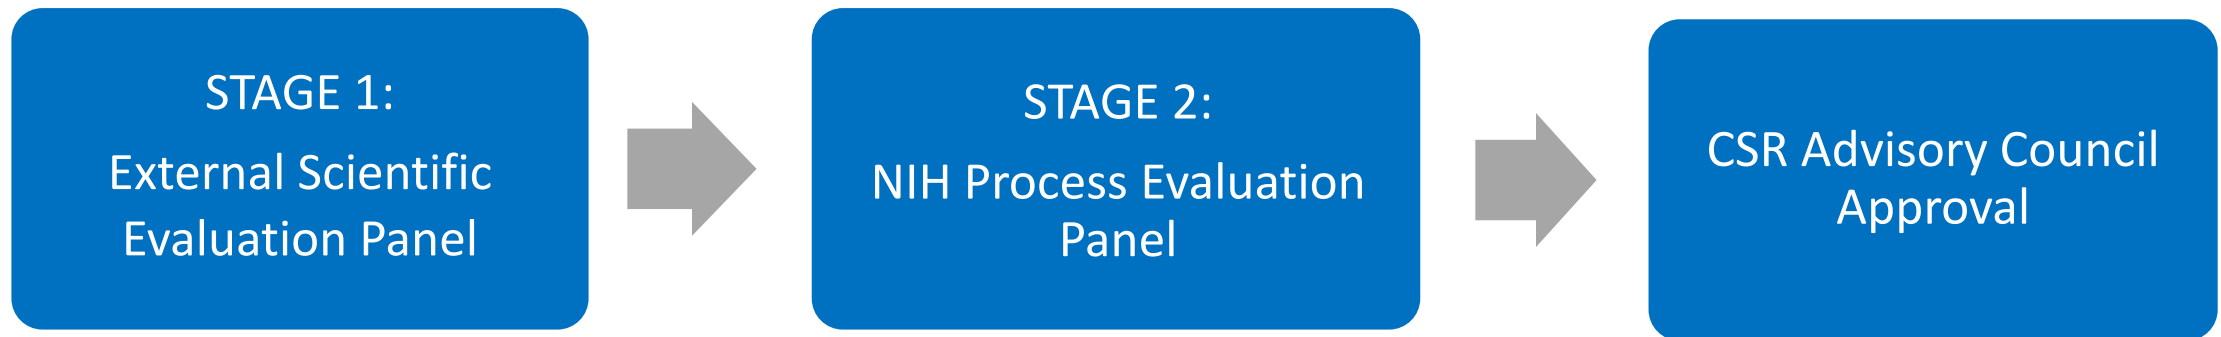 STAGE 1:
External Scientific
Evaluation Panel
STAGE 2:
NIH Process Evaluation
Panel
CSR Advisory Council
Approval